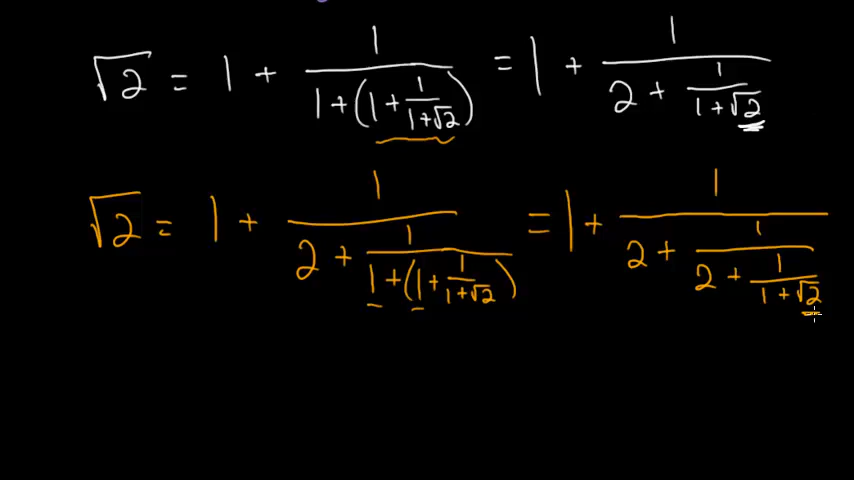 √2 = 1 + 1/(1+(1+1/(1+√2))) = 1 + 1/(2+1/(1+√2))
√2 = 1 + 1/(2+1/(1+(1+1/(1+√2)))) = 1 + 1/(2+1/(2+1/(1+√2)))